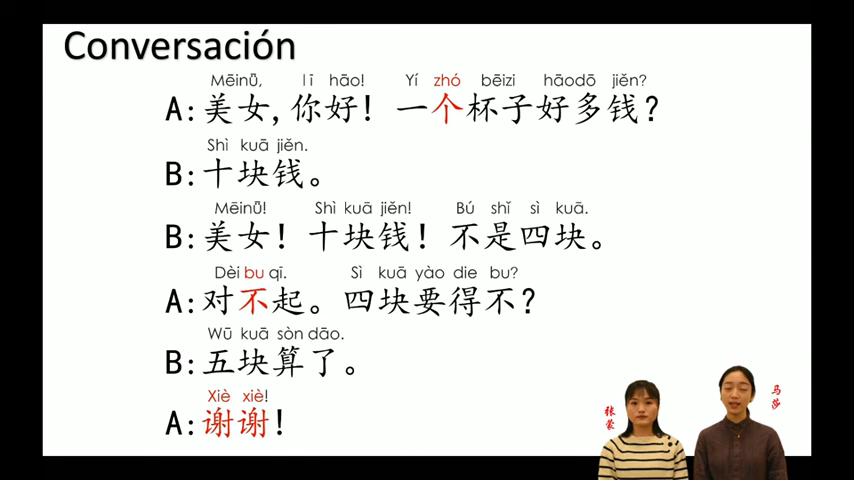 Conversación
Mēinǚ, lī hāo! Yí zhó bēizi hāodō jiěn?
A:美女,你好! 一个杯子好多钱?
Shì kuā jiěn.
B:十块钱。
Mēinǚ! Shì kuā jiěn! Bú shǐ sì kuā.
B:美女! 十块钱! 不是四块。
Dèi bu qī. Sì kuā yào die bu?
A:对不起。四块要得不?
Wū kuā sòn dāo.
B:五块算了。
Xiè xiè!
A:谢谢!
张蒙
马莎